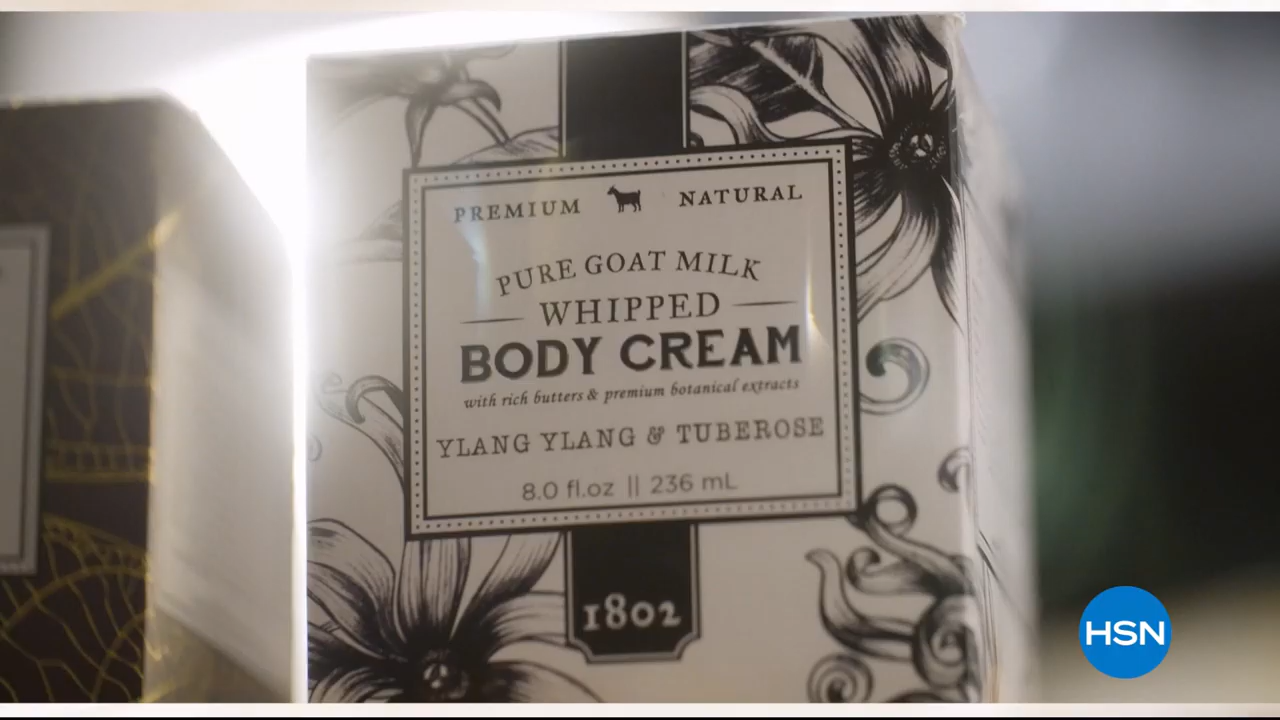 PREMIUM NATURAL
PURE GOAT MILK
WHIPPED
BODY CREAM
with rich butters & premium botanical extracts
YLANG YLANG & TUBEROSE
8.0 fl.oz || 236 mL
1802
HSN